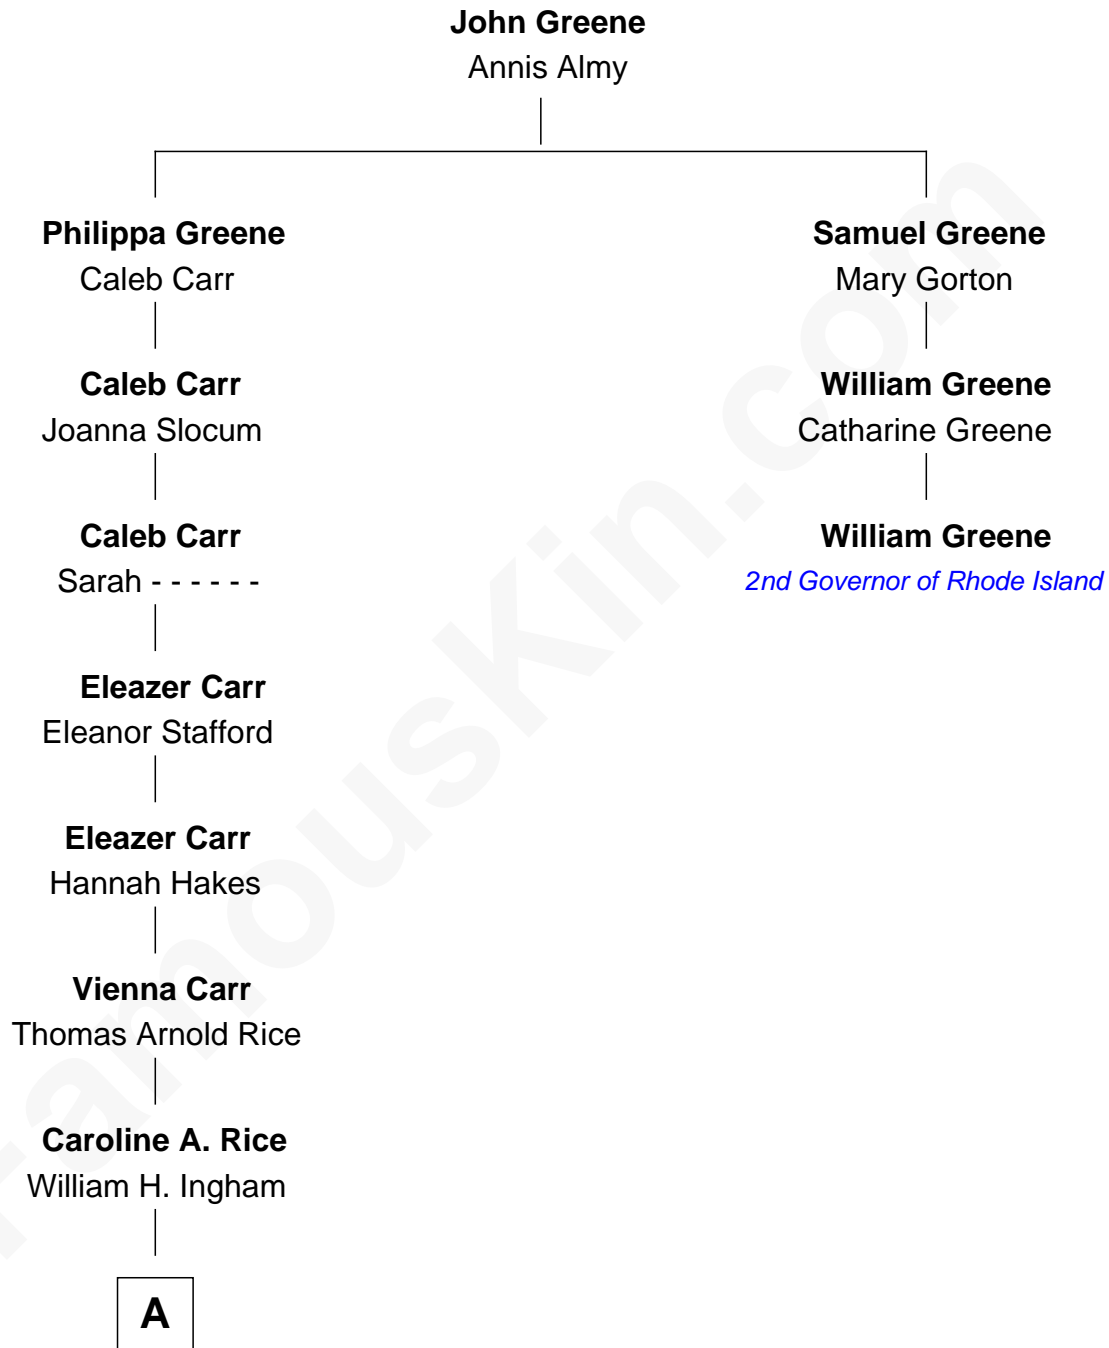 John Greene
Annis Almy
Philippa Greene
Caleb Carr
Samuel Greene
Mary Gorton
Caleb Carr
Joanna Slocum
William Greene
Catharine Greene
Caleb Carr
Sarah - - - - - -
William Greene
2nd Governor of Rhode Island
Eleazer Carr
Eleanor Stafford
Eleazer Carr
Hannah Hakes
Vienna Carr
Thomas Arnold Rice
Caroline A. Rice
William H. Ingham
A
FamousKin.com